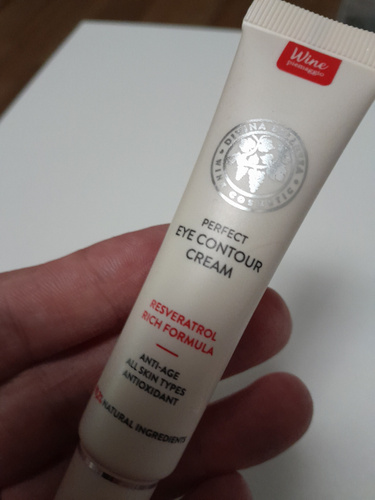 Wine
PERFECT
EYE CONTOUR
CREAM
RESVERATROL
RICH FORMULA
ANTI-AGE
ALL SKIN TYPES
ANTIOXIDANT
NATURAL INGREDIENTS